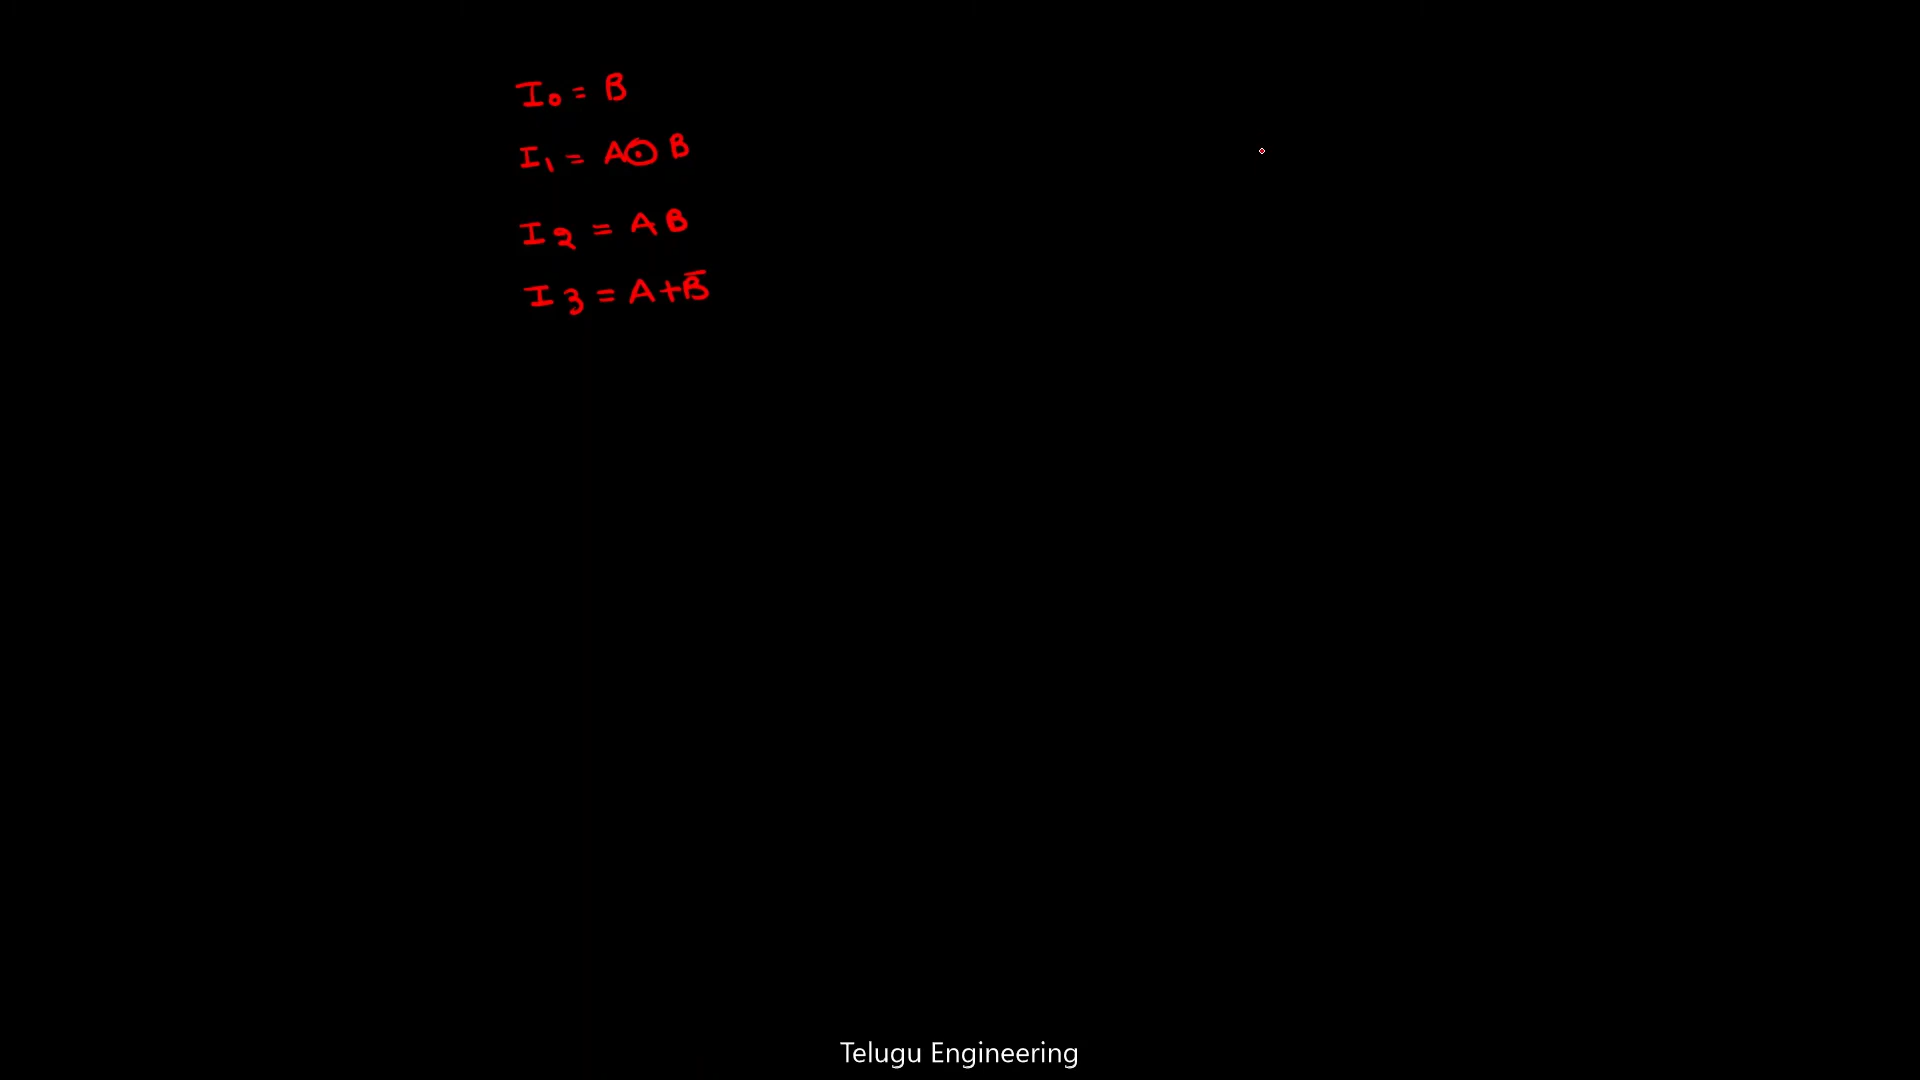 I₀ = B
I₁ = A⊙B
I₂ = AB
I₃ = A+B̅
Telugu Engineering